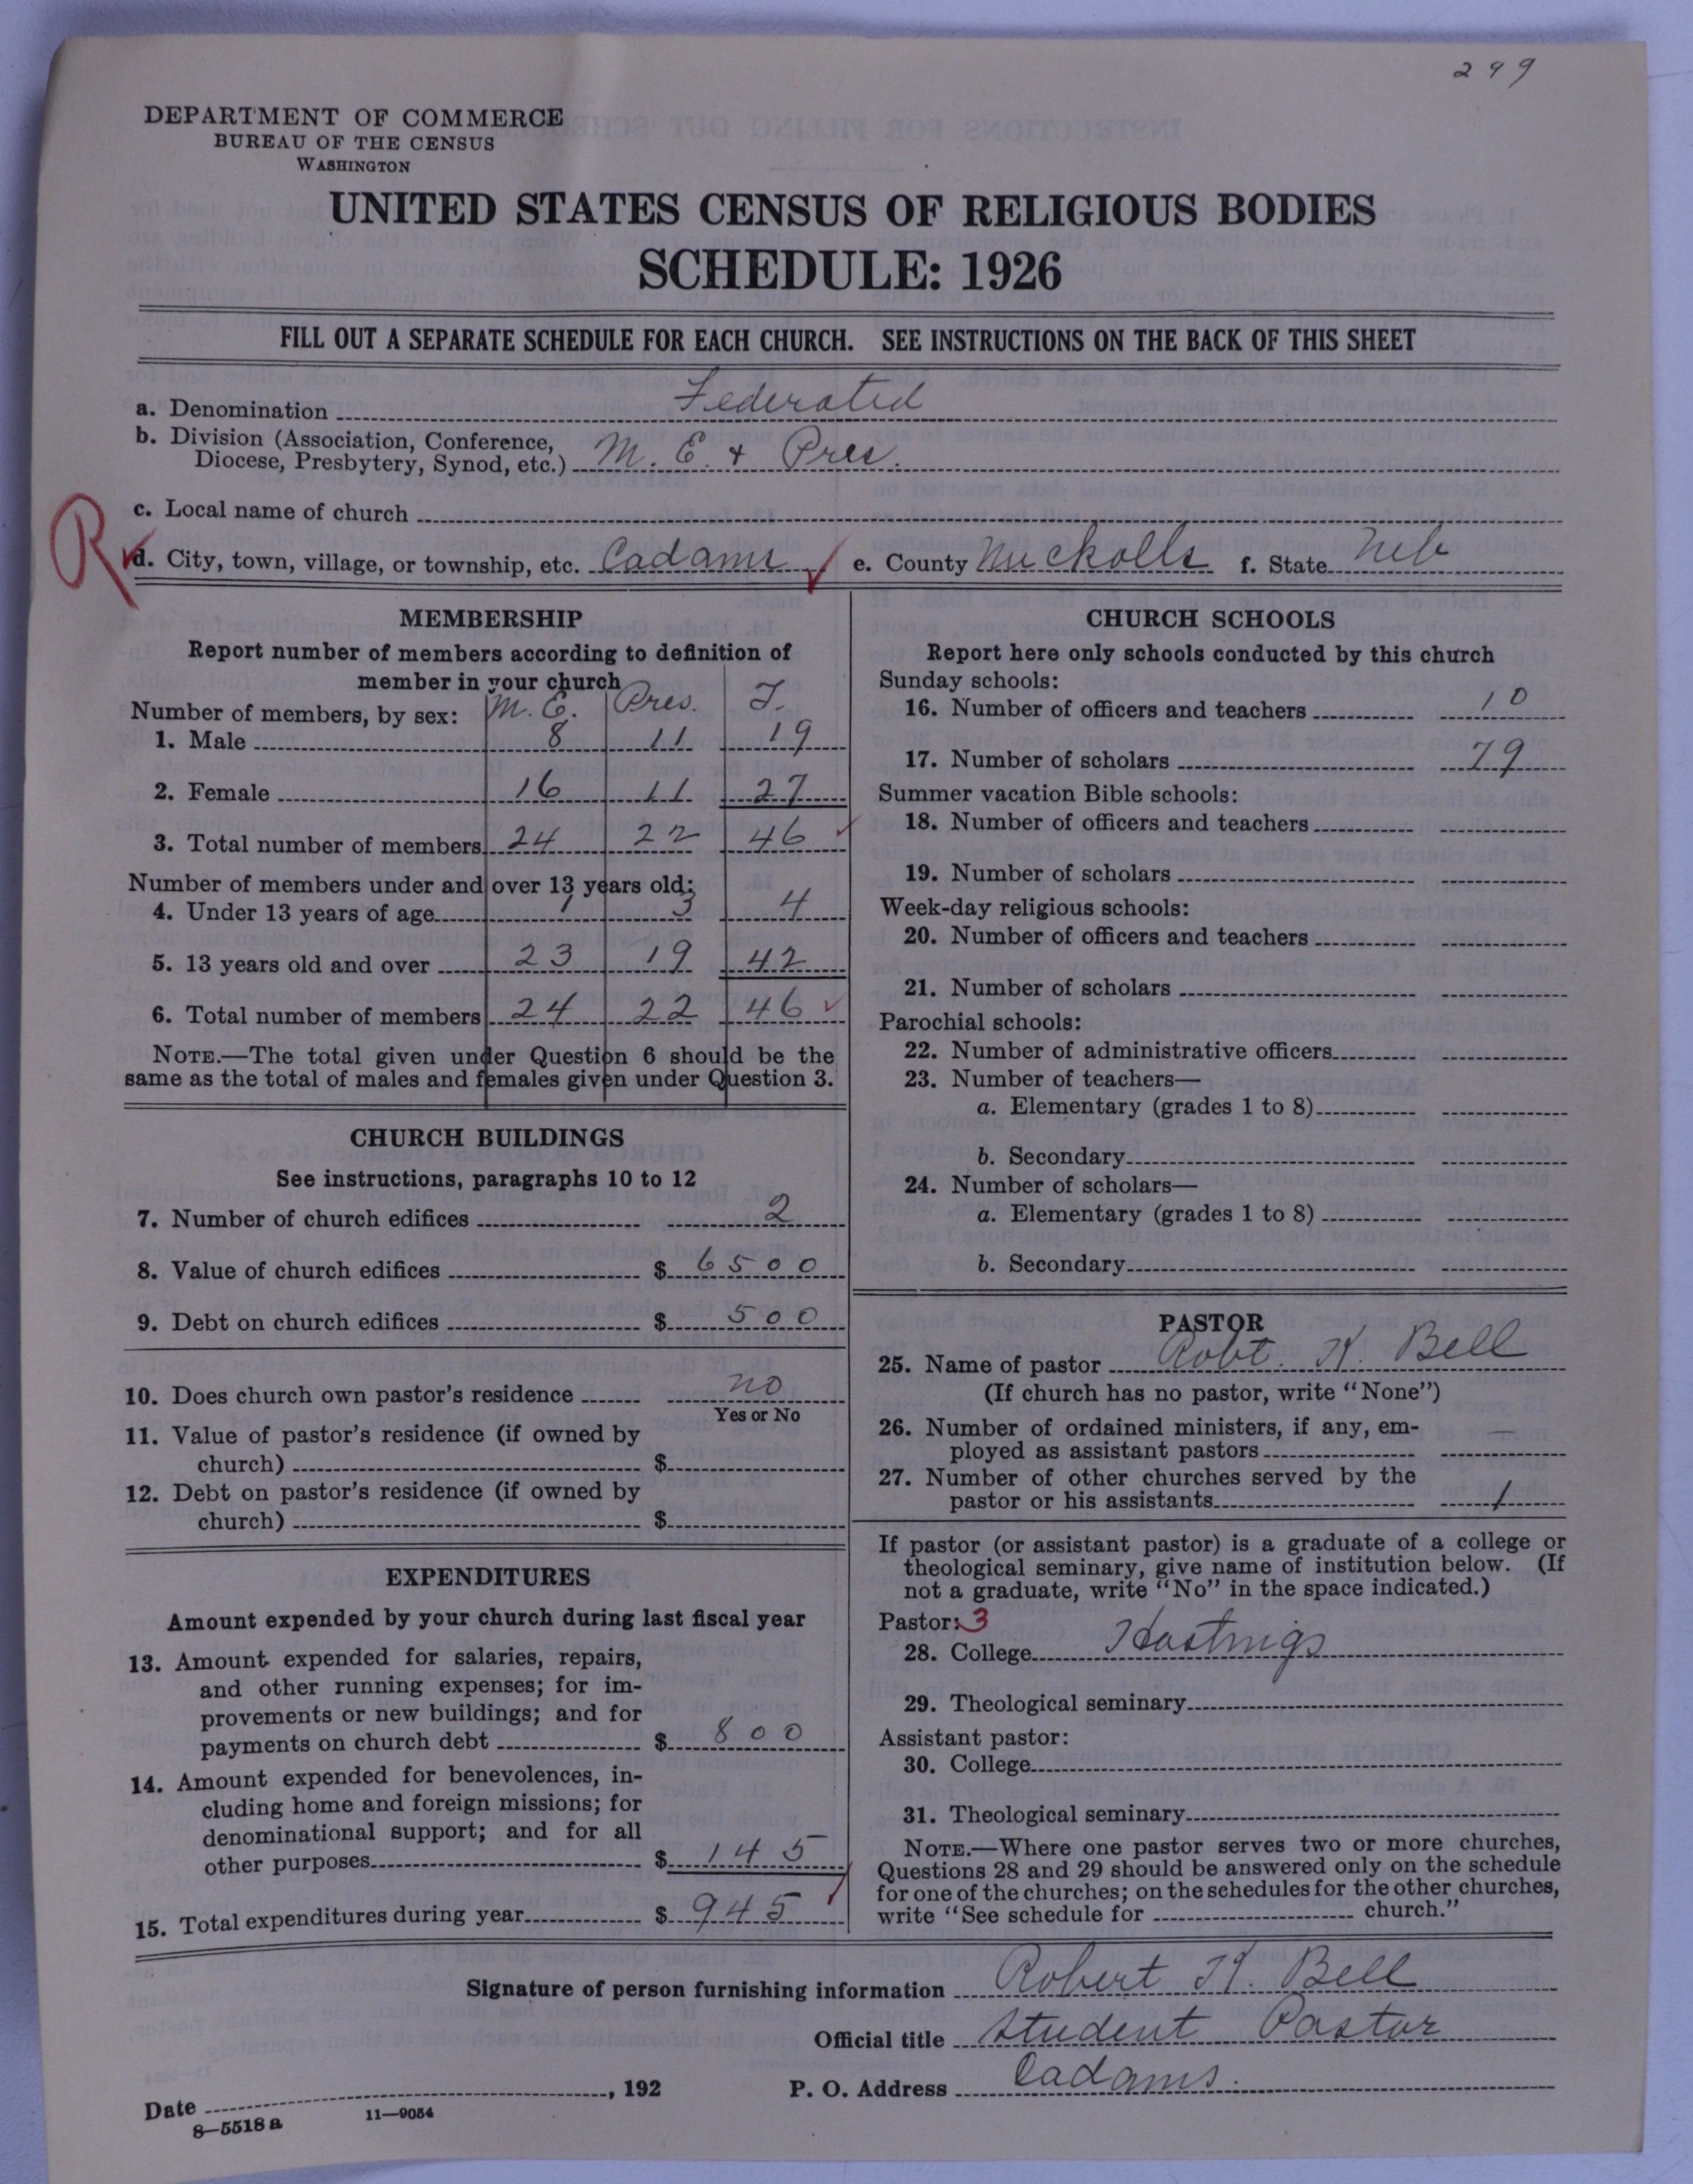 299
DEPARTMENT OF COMMERCE
BUREAU OF THE CENSUS
WASHINGTON
UNITED STATES CENSUS OF RELIGIOUS BODIES
SCHEDULE: 1926
FILL OUT A SEPARATE SCHEDULE FOR EACH CHURCH. SEE INSTRUCTIONS ON THE BACK OF THIS SHEET
a. Denomination Federated
b. Division (Association, Conference,
Diocese, Presbytery, Synod, etc.) M. E. + Pres.
c. Local name of church
R d. City, town, village, or township, etc. Cadams e. County Nuckolls f. State Neb
MEMBERSHIP
Report number of members according to definition of
member in your church
Number of members, by sex: M. E. Pres. T.
1. Male 8 11 19
2. Female 16 11 27
3. Total number of members 24 22 46
Number of members under and over 13 years old:
4. Under 13 years of age 1 3 4
5. 13 years old and over 23 19 42
6. Total number of members 24 22 46
NOTE.—The total given under Question 6 should be the
same as the total of males and females given under Question 3.
CHURCH BUILDINGS
See instructions, paragraphs 10 to 12
7. Number of church edifices 2
8. Value of church edifices $ 6500
9. Debt on church edifices $ 500
10. Does church own pastor's residence no
Yes or No
11. Value of pastor's residence (if owned by
church) $
12. Debt on pastor's residence (if owned by
church) $
EXPENDITURES
Amount expended by your church during last fiscal year
13. Amount expended for salaries, repairs,
and other running expenses; for im-
provements or new buildings; and for
payments on church debt $ 800
14. Amount expended for benevolences, in-
cluding home and foreign missions; for
denominational support; and for all
other purposes $ 145
15. Total expenditures during year $ 945
CHURCH SCHOOLS
Report here only schools conducted by this church
Sunday schools:
16. Number of officers and teachers 10
17. Number of scholars 79
Summer vacation Bible schools:
18. Number of officers and teachers
19. Number of scholars
Week-day religious schools:
20. Number of officers and teachers
21. Number of scholars
Parochial schools:
22. Number of administrative officers
23. Number of teachers—
a. Elementary (grades 1 to 8)
b. Secondary
24. Number of scholars—
a. Elementary (grades 1 to 8)
b. Secondary
PASTOR
25. Name of pastor Robt. H. Bell
(If church has no pastor, write "None")
26. Number of ordained ministers, if any, em-
ployed as assistant pastors —
27. Number of other churches served by the
pastor or his assistants 1
If pastor (or assistant pastor) is a graduate of a college or
theological seminary, give name of institution below. (If
not a graduate, write "No" in the space indicated.)
Pastor: 3
28. College Hastings
29. Theological seminary
Assistant pastor:
30. College
31. Theological seminary
NOTE.—Where one pastor serves two or more churches,
Questions 28 and 29 should be answered only on the schedule
for one of the churches; on the schedules for the other churches,
write "See schedule for church."
Signature of person furnishing information Robert H. Bell
Official title Student Pastor
Date , 192 P. O. Address Cadams.
8—5518 a 11—9054